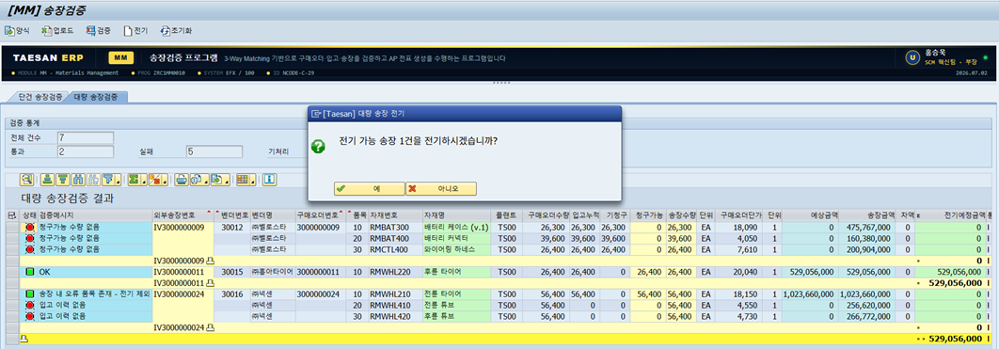 [MM] 송장검증
양식 업로드 검증 전기 초기화
TAESAN ERP MM 송장검증 프로그램 3-Way Matching 기반으로 구매오더·입고·송장을 검증하고 AP 전표 생성을 수행하는 프로그램입니다 U 홍승욱
SCM 혁신팀 - 부장
MODULE MM - Materials Management PROG ZRC1MM0010 SYSTEM EFX / 100 ID NCODE-C-29 2026.07.02
단건 송장검증 대량 송장검증
[Taesan] 대량 송장 전기
전기 가능 송장 1건을 전기하시겠습니까?
예 아니오
검증 통계
전체 건수 7
통과 2 실패 5 기처리
대량 송장검증 결과
상태 검증메시지 외부송장번호 벤더번호 벤더명 구매오더번호 품목 자재번호 자재명 플랜트 구매오더수량 입고누적 기청구 청구가능 송장수량 단위 구매오더단가 단위 예상금액 송장금액 차액 전기예정금액 통
청구가능 수량 없음 IV3000000009 30012 ㈜벨로스타 3000000009 10 RMBAT300 배터리 케이스 (v.1) TS00 26,300 26,300 26,300 0 26,300 EA 18,090 1 0 475,767,000 0 0 I
청구가능 수량 없음 ㈜벨로스타 20 RMBAT400 배터리 커넥터 TS00 39,600 39,600 39,600 0 39,600 EA 4,050 1 0 160,380,000 0 0 I
청구가능 수량 없음 ㈜벨로스타 30 RMCTL400 와이어링 하네스 TS00 26,400 26,400 26,400 0 26,400 EA 7,610 1 0 200,904,000 0 0 I
IV3000000009 0 I
OK IV3000000011 30015 ㈜흥아타이어 3000000011 10 RMWHL220 후륜 타이어 TS00 26,400 26,400 0 26,400 26,400 EA 20,040 1 529,056,000 529,056,000 0 529,056,000 I
IV3000000011 529,056,000 I
송장 내 오류 품목 존재 - 전기 제외 IV3000000024 30016 ㈜넥센 3000000024 10 RMWHL210 전륜 타이어 TS00 56,400 56,400 0 56,400 56,400 EA 18,150 1 1,023,660,000 1,023,660,000 0 0 I
입고 이력 없음 ㈜넥센 20 RMWHL410 전륜 튜브 TS00 56,400 0 0 0 56,400 EA 4,550 1 0 256,620,000 0 0 I
입고 이력 없음 ㈜넥센 30 RMWHL420 후륜 튜브 TS00 56,400 0 0 0 56,400 EA 4,730 1 0 266,772,000 0 0 I
IV3000000024 0 I
529,056,000 I